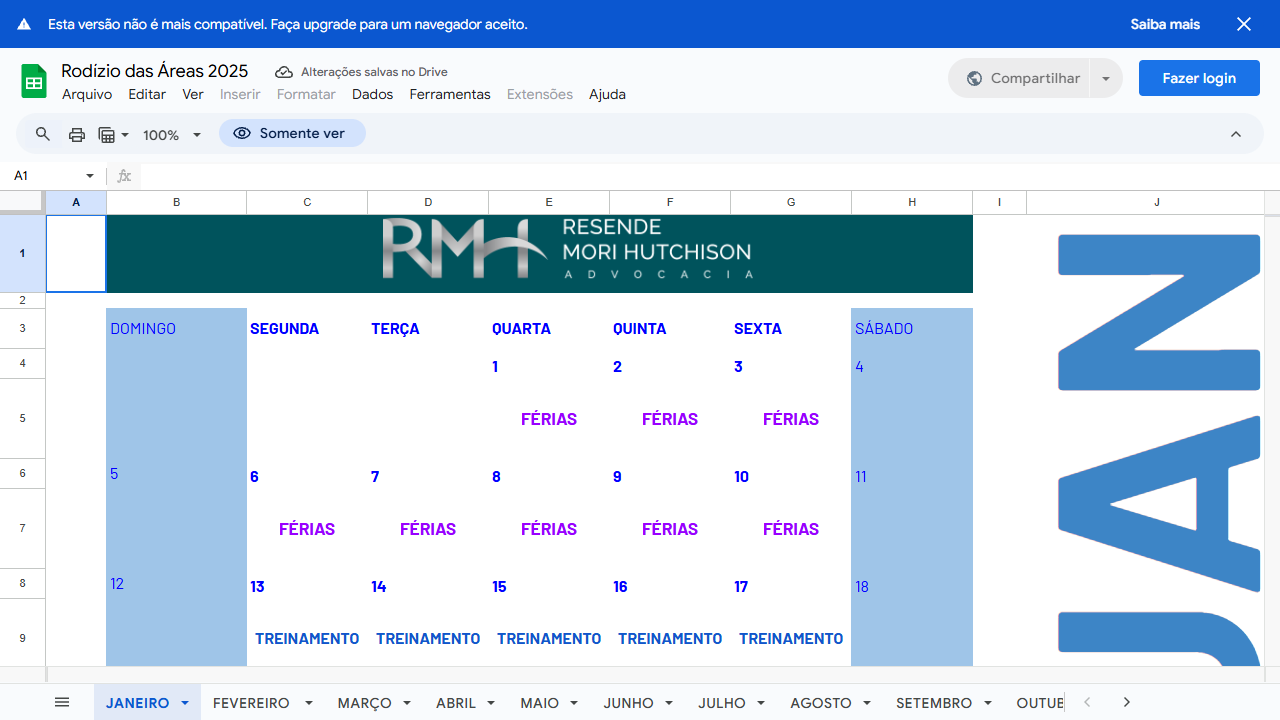 Esta versão não é mais compatível. Faça upgrade para um navegador aceito. Saiba mais
Rodízio das Áreas 2025 Alterações salvas no Drive
Compartilhar Fazer login
Arquivo Editar Ver Inserir Formatar Dados Ferramentas Extensões Ajuda
100% Somente ver
A1 fx
A B C D E F G H I J
1
RMH RESENDE
MORI HUTCHISON
ADVOCACIA
2
3 DOMINGO SEGUNDA TERÇA QUARTA QUINTA SEXTA SÁBADO
4 1 2 3 4
5 FÉRIAS FÉRIAS FÉRIAS
6 5 6 7 8 9 10 11
7 FÉRIAS FÉRIAS FÉRIAS FÉRIAS FÉRIAS
8 12 13 14 15 16 17 18
9 TREINAMENTO TREINAMENTO TREINAMENTO TREINAMENTO TREINAMENTO
JAN
JANEIRO FEVEREIRO MARÇO ABRIL MAIO JUNHO JULHO AGOSTO SETEMBRO OUTUB